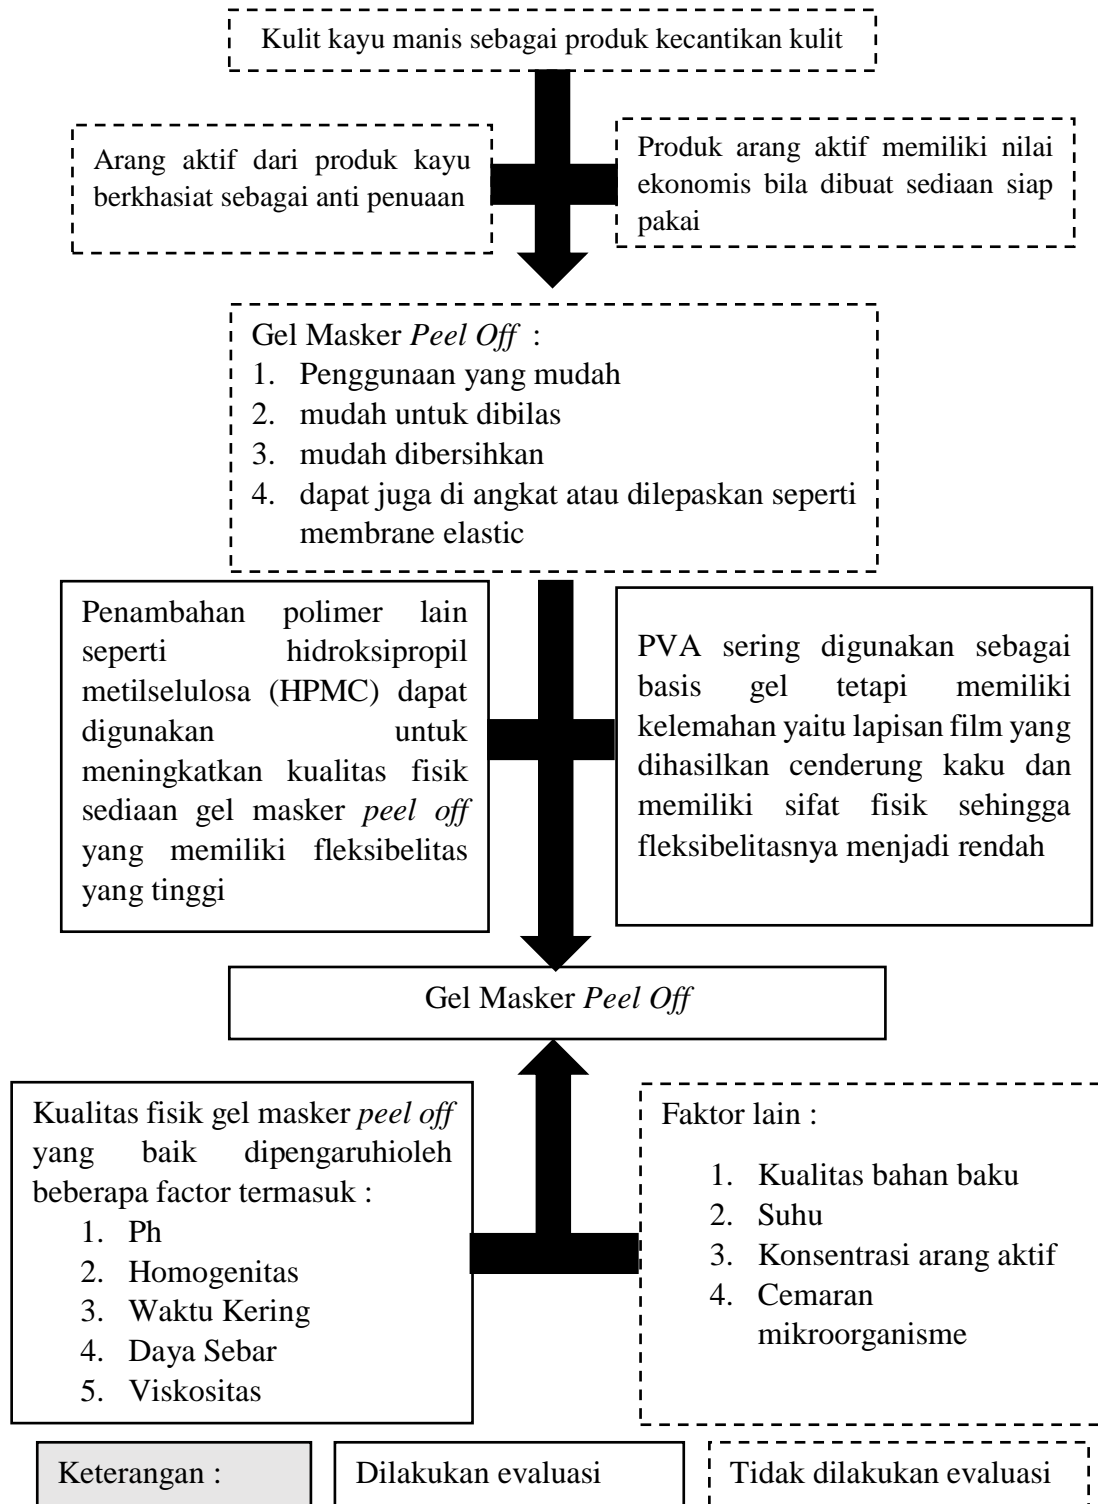 Kulit kayu manis sebagai produk kecantikan kulit
Arang aktif dari produk kayu
berkhasiat sebagai anti penuaan
Produk arang aktif memiliki nilai
ekonomis bila dibuat sediaan siap
pakai
Gel Masker Peel Off :
1. Penggunaan yang mudah
2. mudah untuk dibilas
3. mudah dibersihkan
4. dapat juga di angkat atau dilepaskan seperti
membrane elastic
Penambahan polimer lain
seperti hidroksipropil
metilselulosa (HPMC) dapat
digunakan untuk
meningkatkan kualitas fisik
sediaan gel masker peel off
yang memiliki fleksibelitas
yang tinggi
PVA sering digunakan sebagai
basis gel tetapi memiliki
kelemahan yaitu lapisan film yang
dihasilkan cenderung kaku dan
memiliki sifat fisik sehingga
fleksibelitasnya menjadi rendah
Gel Masker Peel Off
Kualitas fisik gel masker peel off
yang baik dipengaruhioleh
beberapa factor termasuk :
1. Ph
2. Homogenitas
3. Waktu Kering
4. Daya Sebar
5. Viskositas
Faktor lain :
1. Kualitas bahan baku
2. Suhu
3. Konsentrasi arang aktif
4. Cemaran
mikroorganisme
Keterangan :
Dilakukan evaluasi
Tidak dilakukan evaluasi